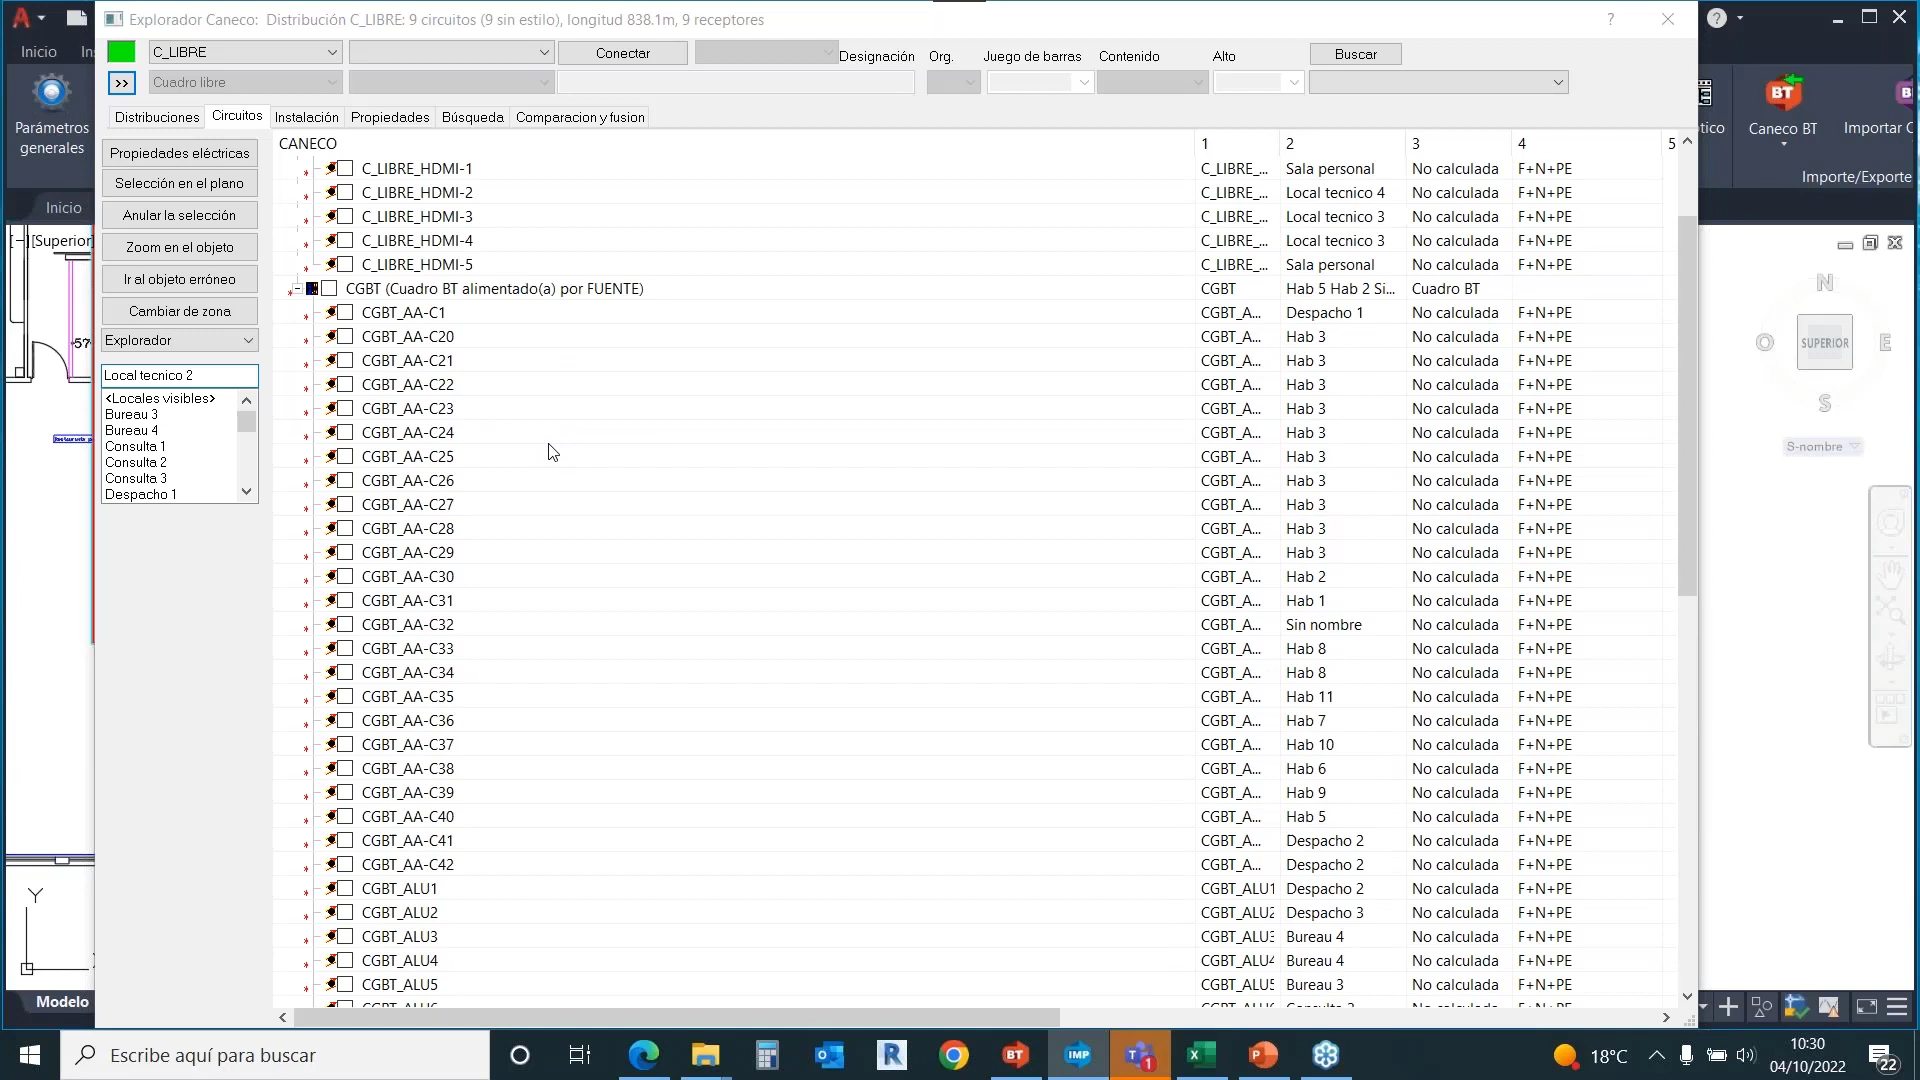 Explorador Caneco: Distribución C_LIBRE: 9 circuitos (9 sin estilo), longitud 838.1m, 9 receptores
C_LIBRE
Conectar
Designación
Org.
Juego de barras
Contenido
Alto
Buscar
>>
Cuadro libre
Inicio
Distribuciones
Circuitos
Instalación
Propiedades
Búsqueda
Comparacion y fusion
Parámetros
generales
Inicio
[−][Superior]
57
Propiedades eléctricas
Selección en el plano
Anular la selección
Zoom en el objeto
Ir al objeto erróneo
Cambiar de zona
Explorador
Local tecnico 2
<Locales visibles>
Bureau 3
Bureau 4
Consulta 1
Consulta 2
Consulta 3
Despacho 1
CANECO 1 2 3 4 5
C_LIBRE_HDMI-1 C_LIBRE_... Sala personal No calculada F+N+PE
C_LIBRE_HDMI-2 C_LIBRE_... Local tecnico 4 No calculada F+N+PE
C_LIBRE_HDMI-3 C_LIBRE_... Local tecnico 3 No calculada F+N+PE
C_LIBRE_HDMI-4 C_LIBRE_... Local tecnico 3 No calculada F+N+PE
C_LIBRE_HDMI-5 C_LIBRE_... Sala personal No calculada F+N+PE
CGBT (Cuadro BT alimentado(a) por FUENTE) CGBT Hab 5 Hab 2 Si... Cuadro BT
CGBT_AA-C1 CGBT_A... Despacho 1 No calculada F+N+PE
CGBT_AA-C20 CGBT_A... Hab 3 No calculada F+N+PE
CGBT_AA-C21 CGBT_A... Hab 3 No calculada F+N+PE
CGBT_AA-C22 CGBT_A... Hab 3 No calculada F+N+PE
CGBT_AA-C23 CGBT_A... Hab 3 No calculada F+N+PE
CGBT_AA-C24 CGBT_A... Hab 3 No calculada F+N+PE
CGBT_AA-C25 CGBT_A... Hab 3 No calculada F+N+PE
CGBT_AA-C26 CGBT_A... Hab 3 No calculada F+N+PE
CGBT_AA-C27 CGBT_A... Hab 3 No calculada F+N+PE
CGBT_AA-C28 CGBT_A... Hab 3 No calculada F+N+PE
CGBT_AA-C29 CGBT_A... Hab 3 No calculada F+N+PE
CGBT_AA-C30 CGBT_A... Hab 2 No calculada F+N+PE
CGBT_AA-C31 CGBT_A... Hab 1 No calculada F+N+PE
CGBT_AA-C32 CGBT_A... Sin nombre No calculada F+N+PE
CGBT_AA-C33 CGBT_A... Hab 8 No calculada F+N+PE
CGBT_AA-C34 CGBT_A... Hab 8 No calculada F+N+PE
CGBT_AA-C35 CGBT_A... Hab 11 No calculada F+N+PE
CGBT_AA-C36 CGBT_A... Hab 7 No calculada F+N+PE
CGBT_AA-C37 CGBT_A... Hab 10 No calculada F+N+PE
CGBT_AA-C38 CGBT_A... Hab 6 No calculada F+N+PE
CGBT_AA-C39 CGBT_A... Hab 9 No calculada F+N+PE
CGBT_AA-C40 CGBT_A... Hab 5 No calculada F+N+PE
CGBT_AA-C41 CGBT_A... Despacho 2 No calculada F+N+PE
CGBT_AA-C42 CGBT_A... Despacho 2 No calculada F+N+PE
CGBT_ALU1 CGBT_ALU1 Despacho 2 No calculada F+N+PE
CGBT_ALU2 CGBT_ALU2 Despacho 3 No calculada F+N+PE
CGBT_ALU3 CGBT_ALU3 Bureau 4 No calculada F+N+PE
CGBT_ALU4 CGBT_ALU4 Bureau 4 No calculada F+N+PE
CGBT_ALU5 CGBT_ALU5 Bureau 3 No calculada F+N+PE
BT
tico
Caneco BT
Importar C
Importe/Exporte
N
O
SUPERIOR
E
S
S-nombre
Y
Modelo
Escribe aquí para buscar
R
BT
IMP
1
18°C
10:30
04/10/2022
22